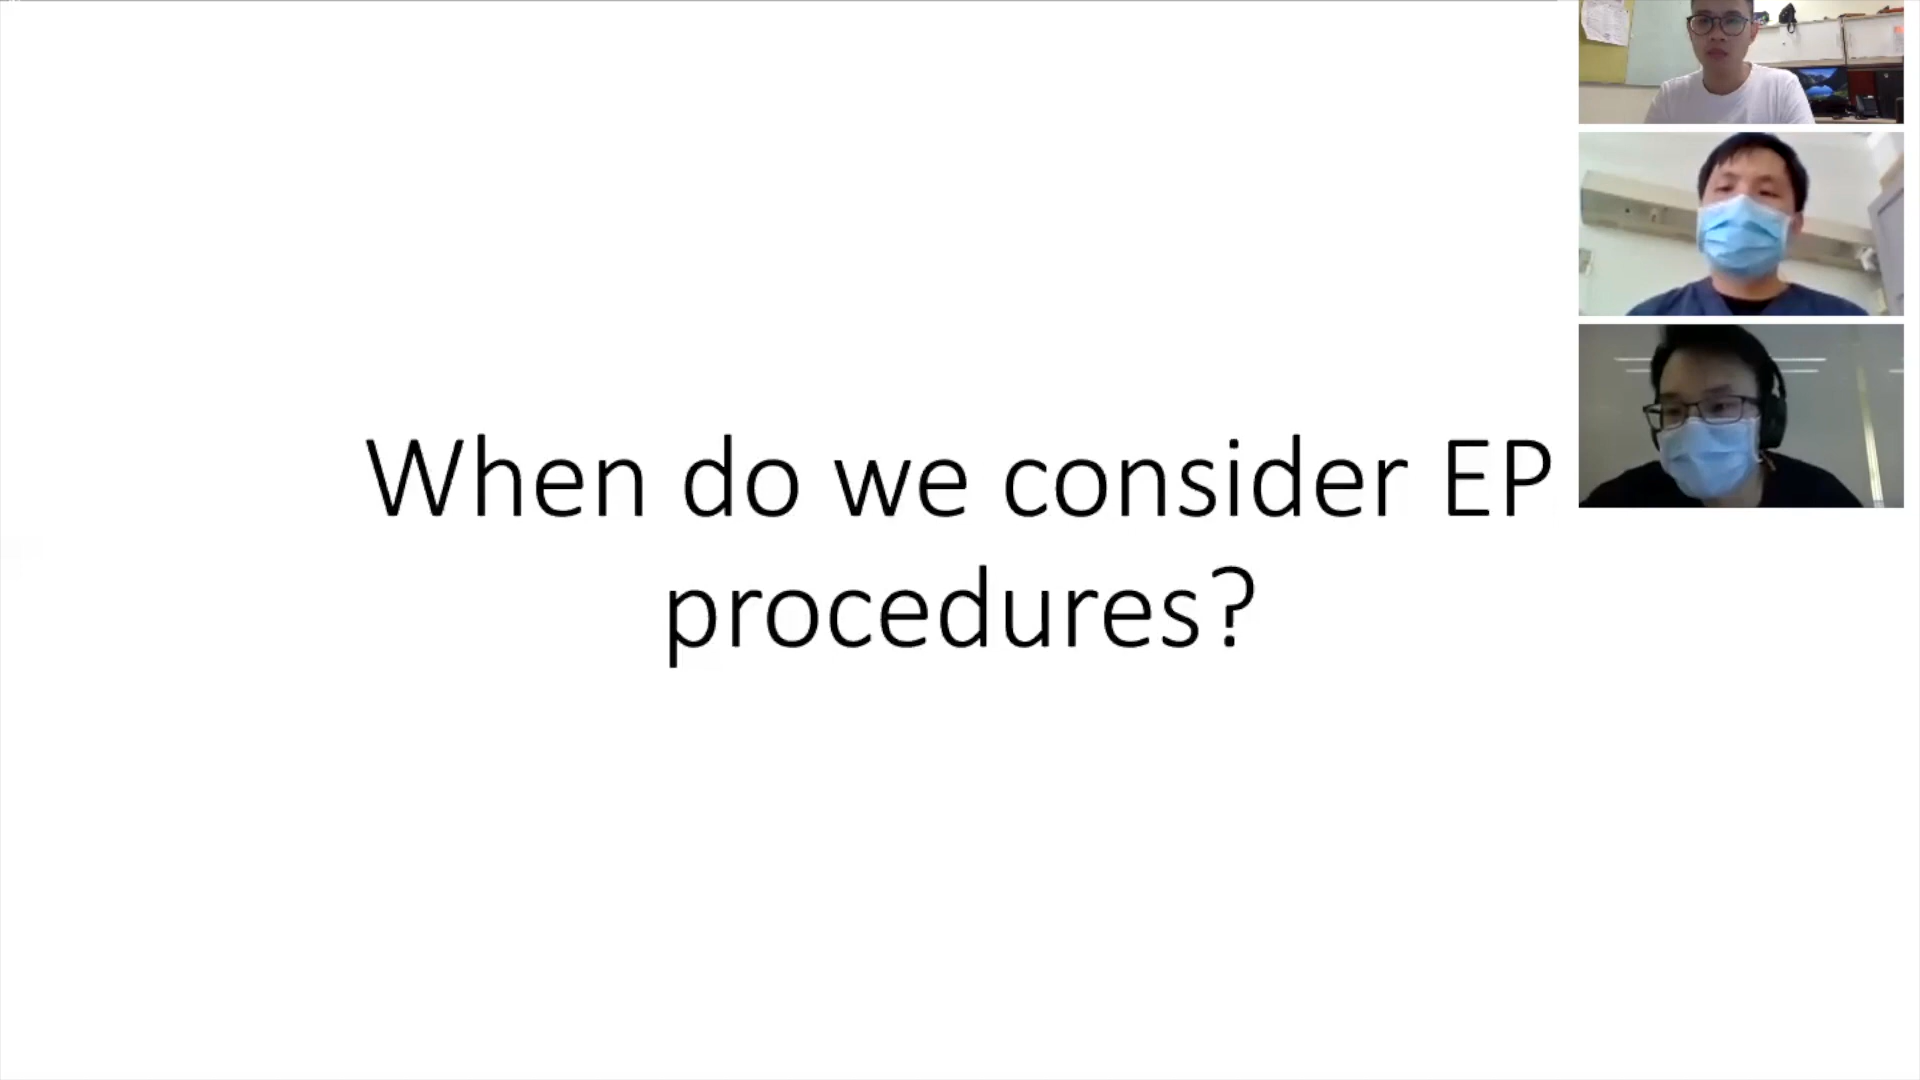 When do we consider EP
procedures?